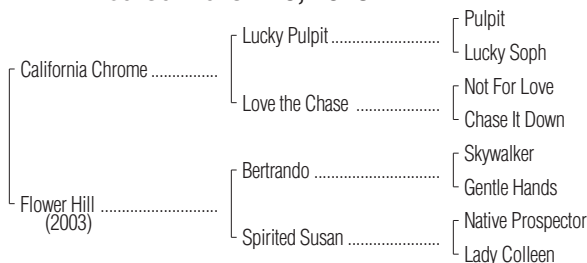 Pulpit
Lucky Pulpit
Lucky Soph
California Chrome
Not For Love
Love the Chase
Chase It Down
Skywalker
Bertrando
Gentle Hands
Flower Hill
(2003)
Native Prospector
Spirited Susan
Lady Colleen